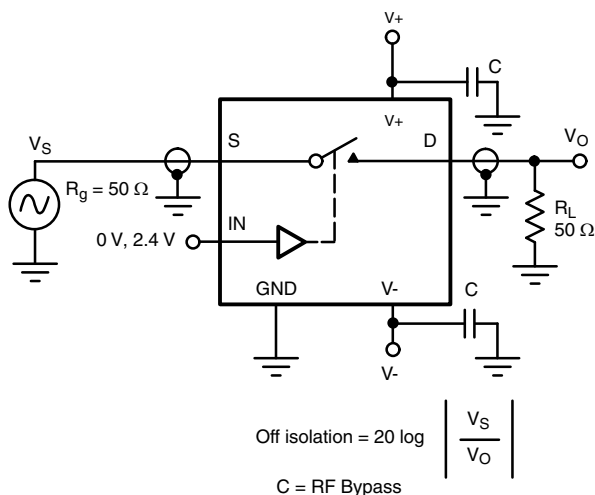 V+
C
V+
VS
S
D
VO
Rg = 50 Ω
RL
50 Ω
IN
0 V, 2.4 V
GND
V-
C
V-
Off isolation = 20 log | VS / VO |
C = RF Bypass